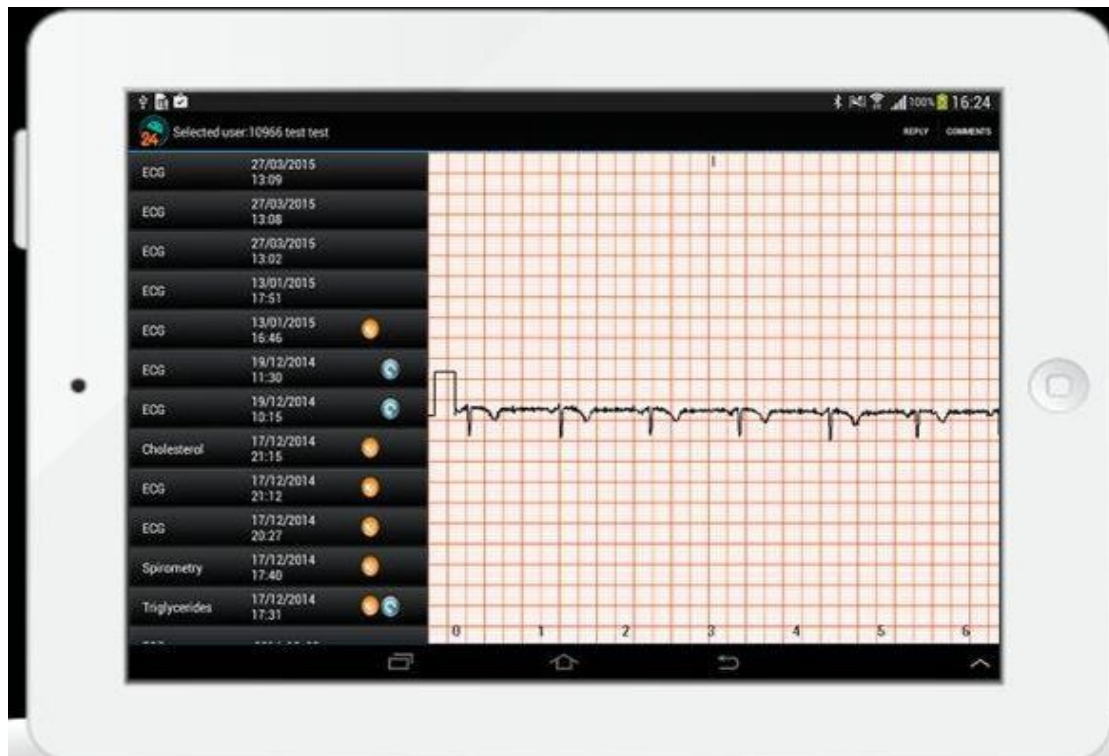 100% 16:24
24 Selected user:10966 test test
REPLY COMMENTS
ECG 27/03/2015
13:09
ECG 27/03/2015
13:08
ECG 27/03/2015
13:02
ECG 13/01/2015
17:51
ECG 13/01/2015
16:46
ECG 19/12/2014
11:30
ECG 19/12/2014
10:15
Cholesterol 17/12/2014
21:15
ECG 17/12/2014
21:12
ECG 17/12/2014
20:27
Spirometry 17/12/2014
17:40
Triglycerides 17/12/2014
17:31
I
0 1 2 3 4 5 6